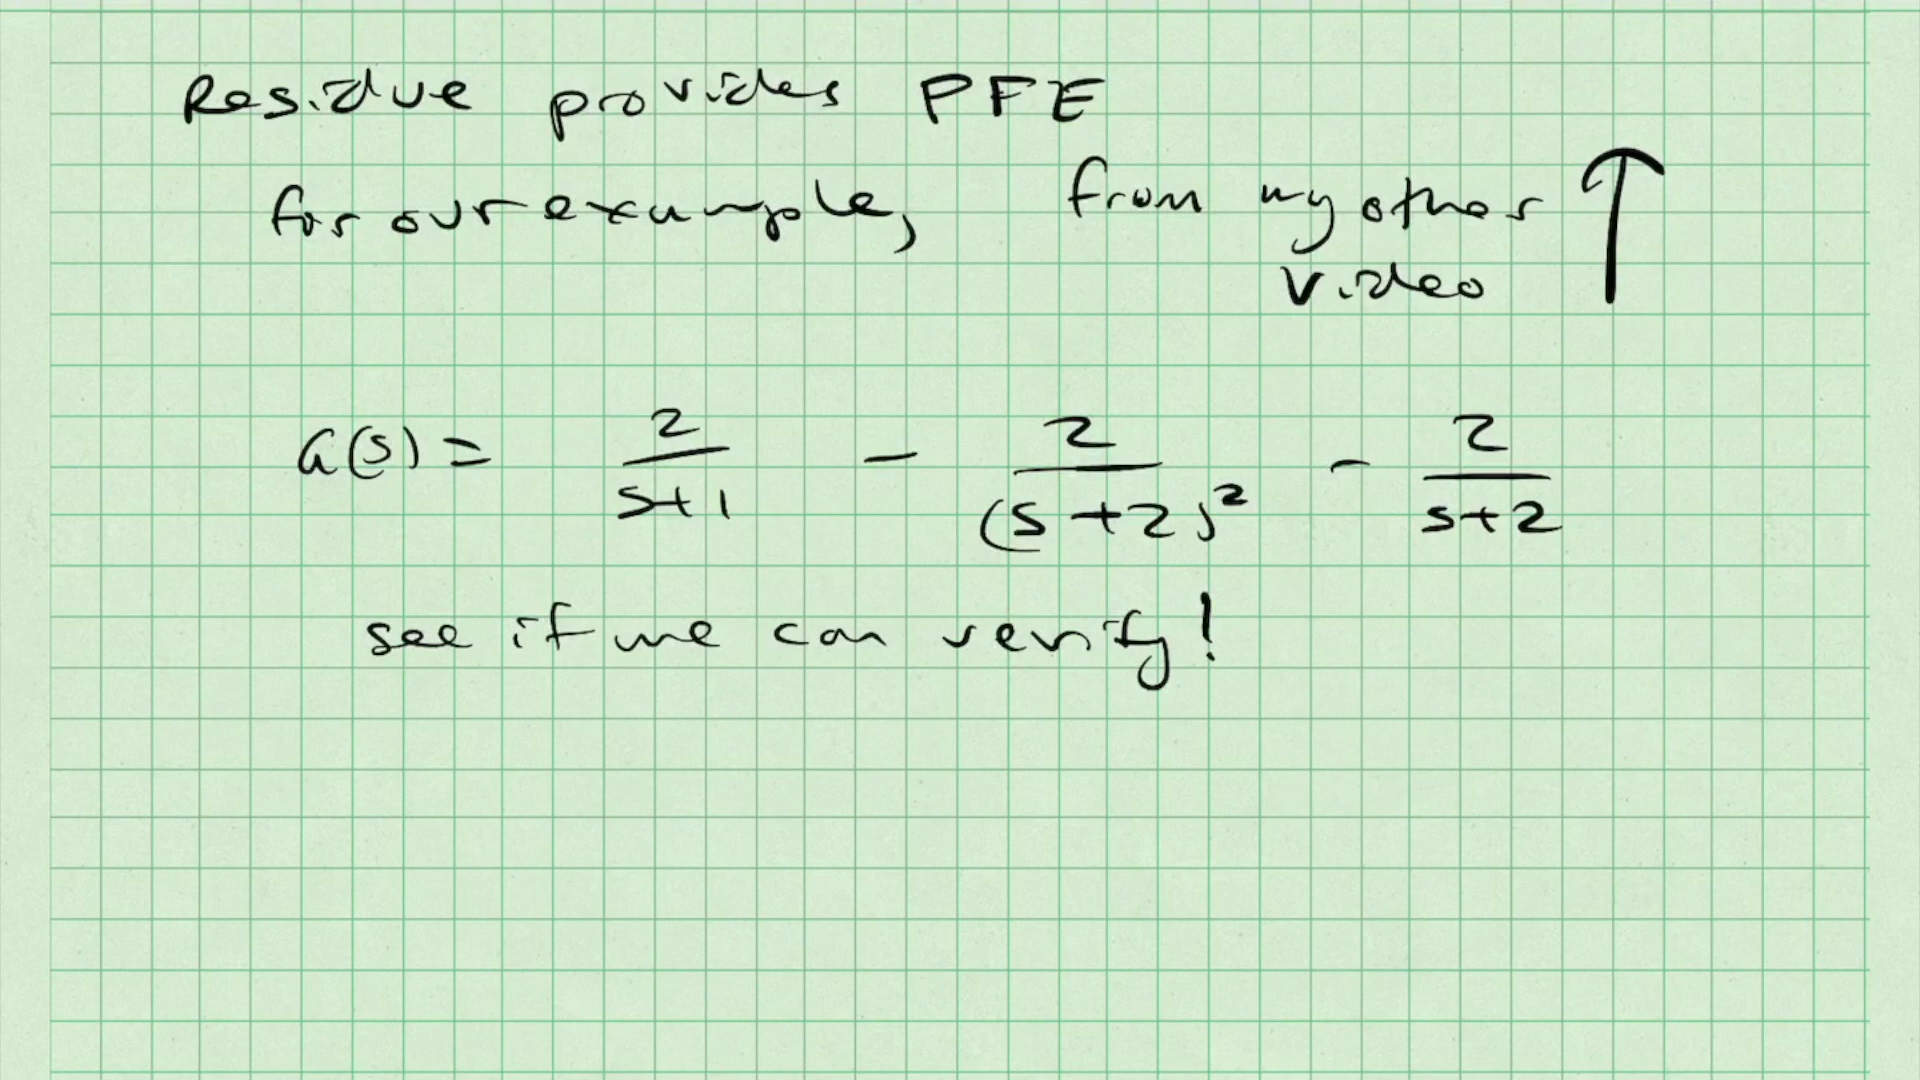 Residue provides PFE
for our example, from my other ↑
video
G(s) = 2/(s+1) - 2/(s+2)² - 2/(s+2)
see if we can verify!